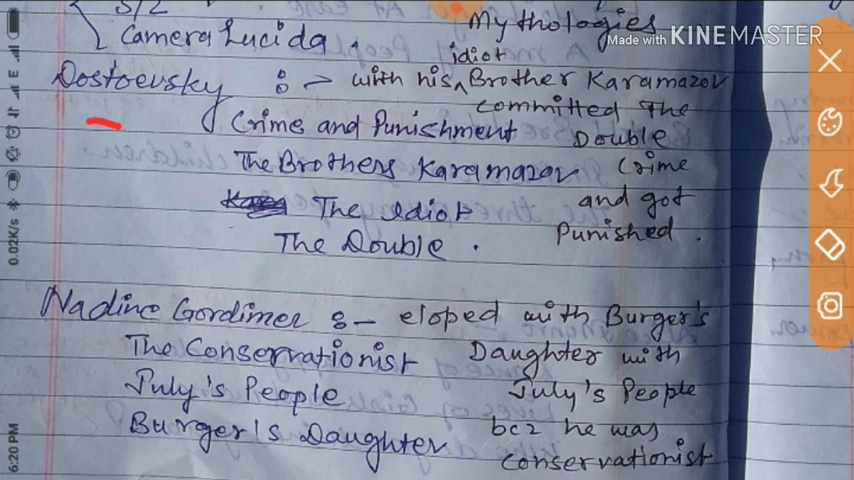 S/Z
Mythologies
Camera Lucida.
Made with KINEMASTER
Dostoevsky :- with his idiot Brother Karamazov
committed the
Crime and Punishment Double
The Brothers Karamazov Crime
The Idiot and got
The Double. Punished.
Nadine Gordimer :- eloped with Burger's
The Conservationist Daughter with
July's People July's People
Burger's Daughter bcz he was
conservationist
0.02K/s
E
6:20 PM